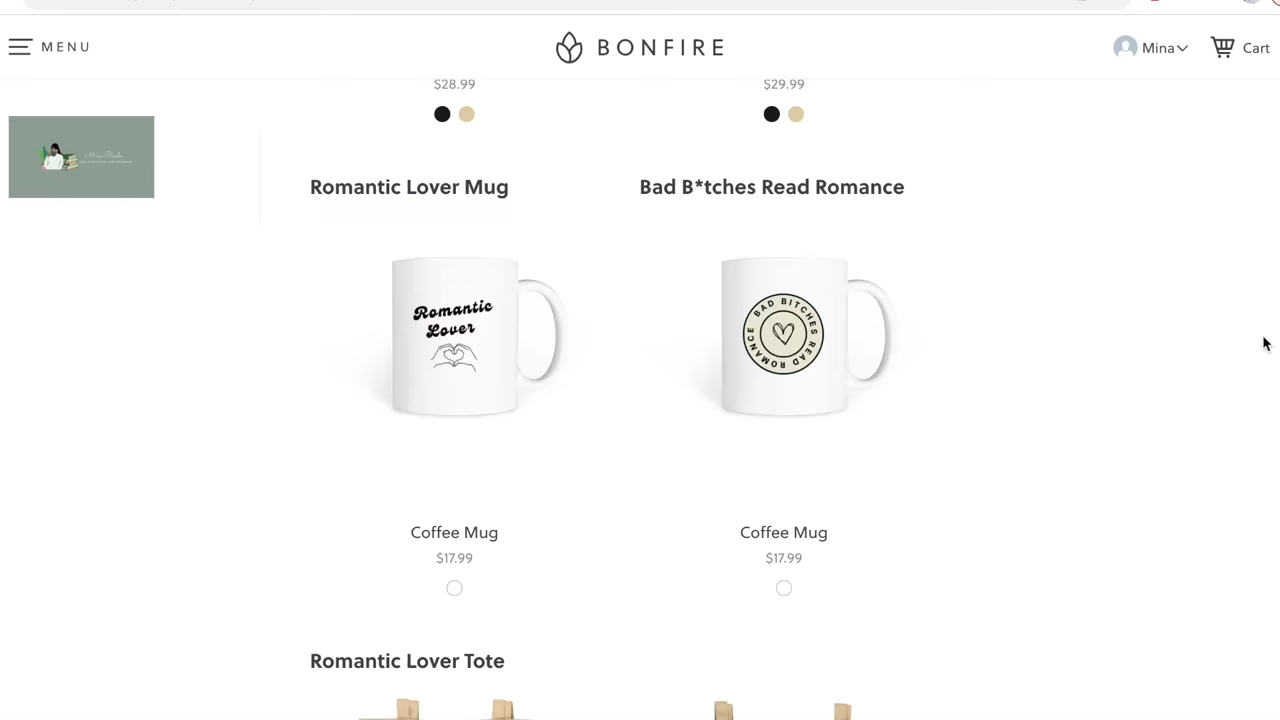 MENU
BONFIRE
Mina
Cart
$28.99
$29.99
Romantic Lover Mug
Bad B*tches Read Romance
Romantic
Lover
BAD BITCHES READ ROMANCE
Coffee Mug
$17.99
Coffee Mug
$17.99
Romantic Lover Tote